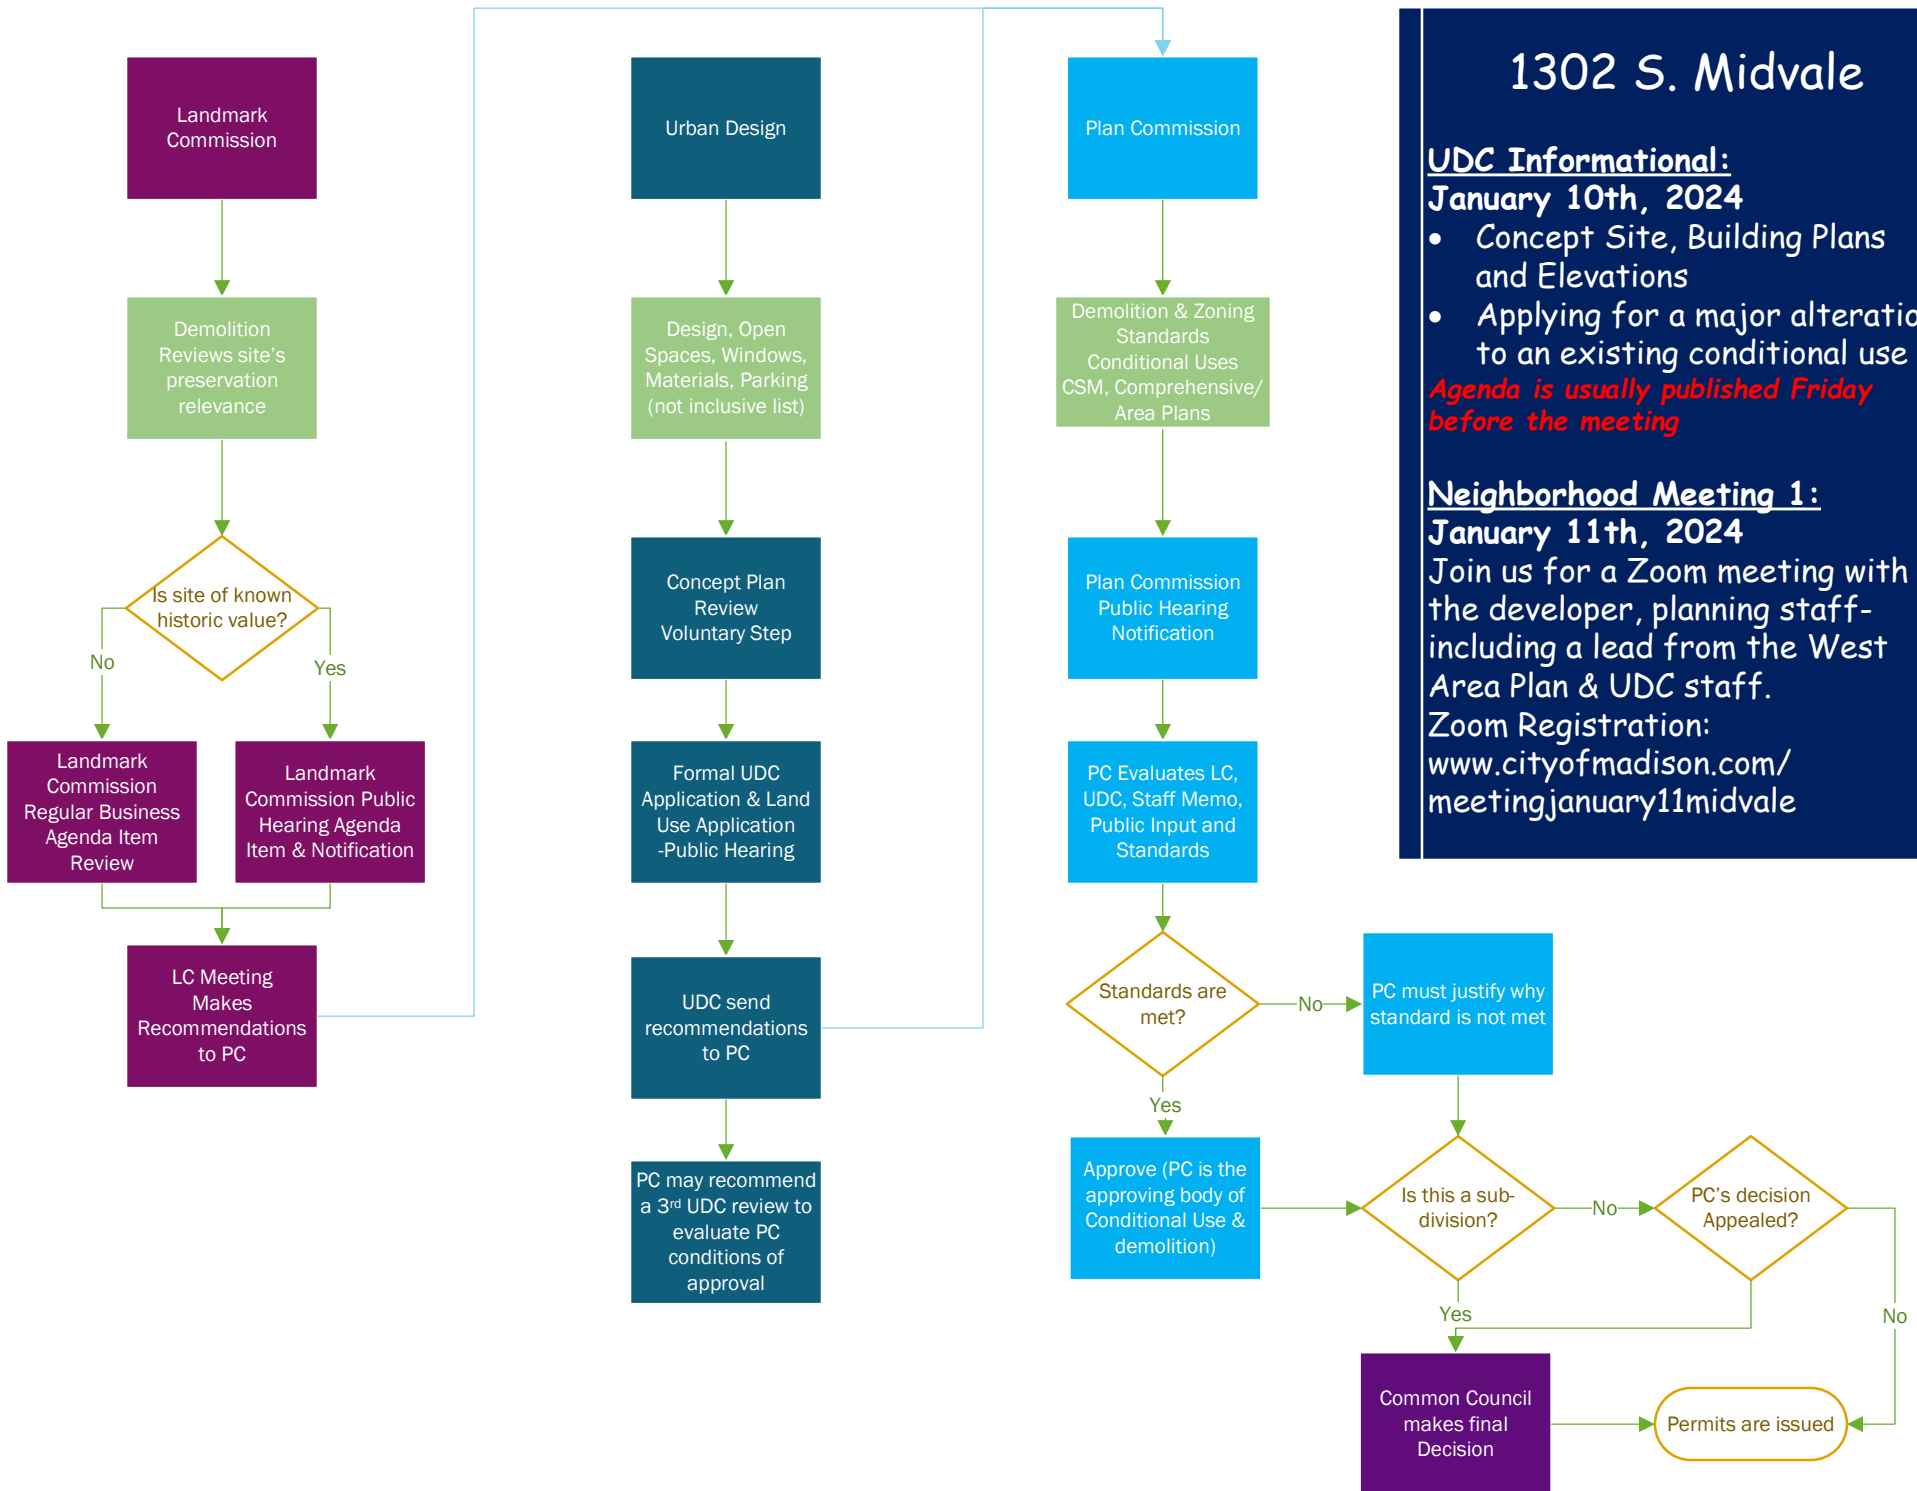 Landmark
Commission
Demolition
Reviews site's
preservation
relevance
Is site of known
historic value?
No
Yes
Landmark
Commission
Regular Business
Agenda Item
Review
Landmark
Commission Public
Hearing Agenda
Item & Notification
LC Meeting
Makes
Recommendations
to PC
Urban Design
Design, Open
Spaces, Windows,
Materials, Parking
(not inclusive list)
Concept Plan
Review
Voluntary Step
Formal UDC
Application & Land
Use Application
-Public Hearing
UDC send
recommendations
to PC
PC may recommend
a 3rd UDC review to
evaluate PC
conditions of
approval
Plan Commission
Demolition & Zoning
Standards
Conditional Uses
CSM, Comprehensive/
Area Plans
Plan Commission
Public Hearing
Notification
PC Evaluates LC,
UDC, Staff Memo,
Public Input and
Standards
Standards are
met?
No
PC must justify why
standard is not met
Yes
Approve (PC is the
approving body of
Conditional Use &
demolition)
Is this a sub-
division?
No
PC's decision
Appealed?
Yes
No
Common Council
makes final
Decision
Permits are issued
1302 S. Midvale
UDC Informational:
January 10th, 2024
• Concept Site, Building Plans
and Elevations
• Applying for a major alteratio
to an existing conditional use
Agenda is usually published Friday
before the meeting
Neighborhood Meeting 1:
January 11th, 2024
Join us for a Zoom meeting with
the developer, planning staff-
including a lead from the West
Area Plan & UDC staff.
Zoom Registration:
www.cityofmadison.com/
meetingjanuary11midvale